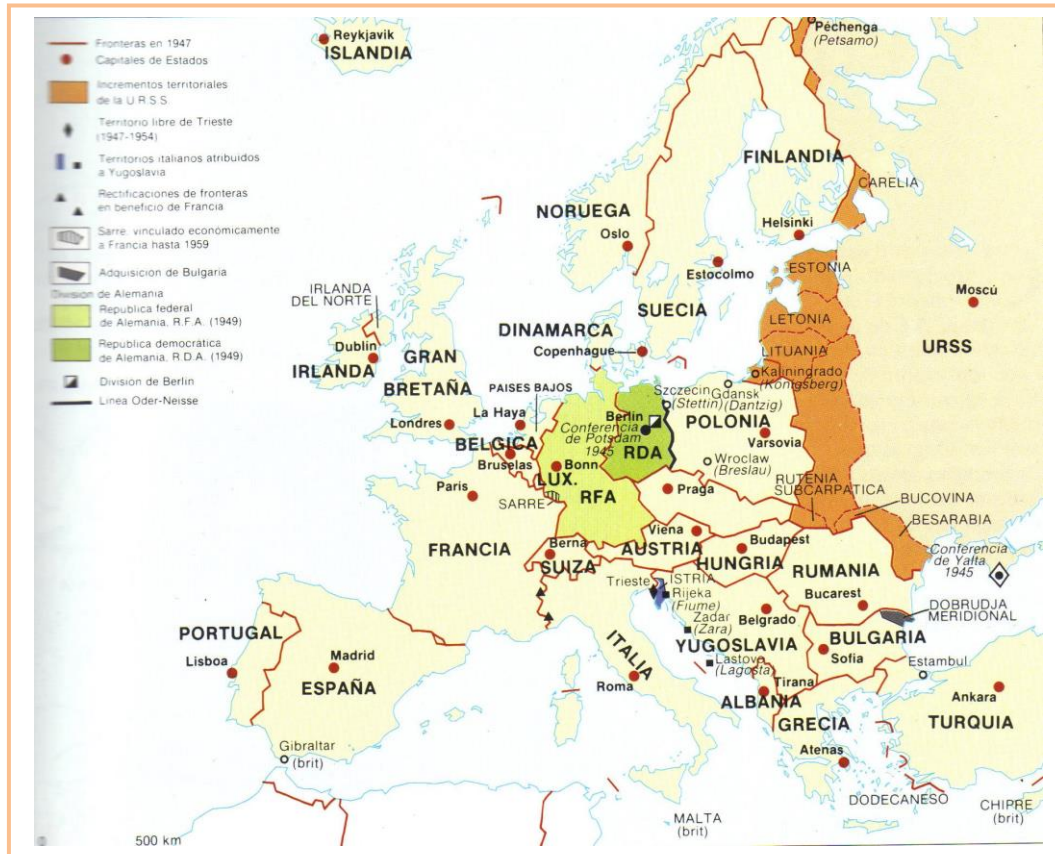 Fronteras en 1947
Capitales de Estados
Incrementos territoriales
de la U.R.S.S.
Territorio libre de Trieste
(1947-1954)
Territorios italianos atribuidos
a Yugoslavia
Rectificaciones de fronteras
en beneficio de Francia
Sarre, vinculado económicamente
a Francia hasta 1959
Adquisición de Bulgaria
División de Alemania
Republica federal
de Alemania, R.F.A. (1949)
Republica democrática
de Alemania, R.D.A. (1949)
División de Berlin
Linea Oder-Neisse
Reykjavik
ISLANDIA
Péchenga
(Petsamo)
FINLANDIA
CARELIA
NORUEGA
Oslo
Helsinki
Estocolmo
ESTONIA
Moscú
SUECIA
LETONIA
URSS
IRLANDA
DEL NORTE
DINAMARCA
Copenhague
LITUANIA
Kaliningrado
(Königsberg)
Dublin
IRLANDA
GRAN
BRETAÑA
PAISES BAJOS
La Haya
Londres
Szczecin
(Stettin)
Gdansk
(Dantzig)
Berlin
Conferencia
de Potsdam
1945
RDA
POLONIA
Varsovia
BELGICA
Bruselas
Bonn
LUX.
RFA
Wroclaw
(Breslau)
Paris
SARRE
Praga
RUTENIA
SUBCARPATICA
BUCOVINA
BESARABIA
FRANCIA
Berna
SUIZA
Viena
AUSTRIA
Budapest
HUNGRIA
RUMANIA
Bucarest
Conferencia
de Yalta
1945
Trieste
ISTRIA
Rijeka
(Fiume)
Zadar
(Zara)
Belgrado
DOBRUDJA
MERIDIONAL
PORTUGAL
Lisboa
Madrid
ESPAÑA
ITALIA
Roma
YUGOSLAVIA
Lastovo
(Lagosta)
BULGARIA
Sofia
Estambul
Tirana
ALBANIA
Ankara
TURQUIA
GRECIA
Atenas
Gibraltar
(brit)
DODECANESO
MALTA
(brit)
CHIPRE
(brit)
500 km